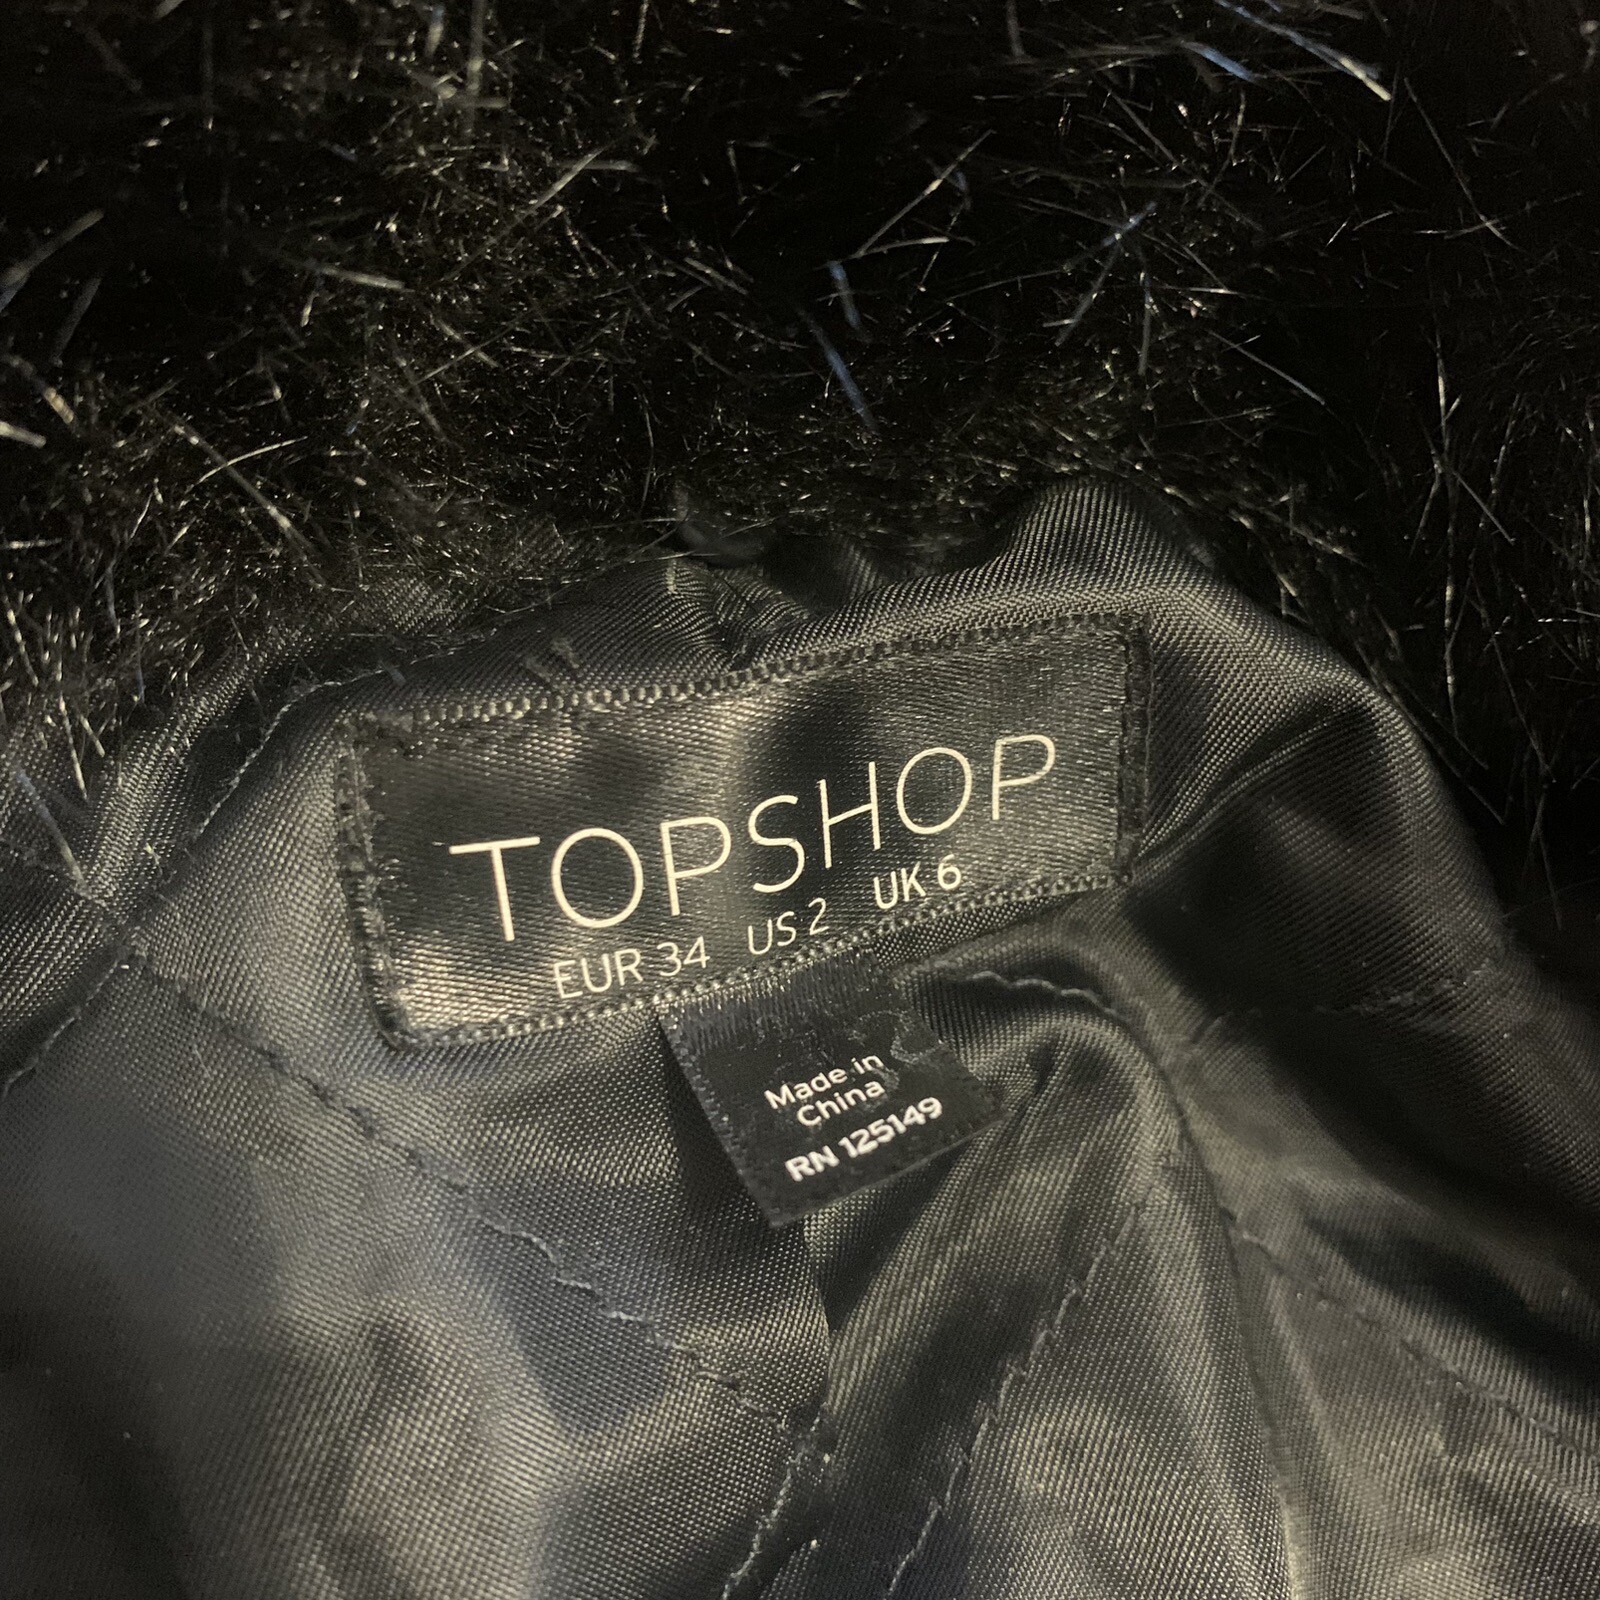 TOPSHOP
EUR 34 US 2 UK 6
Made in
China
RN 125149